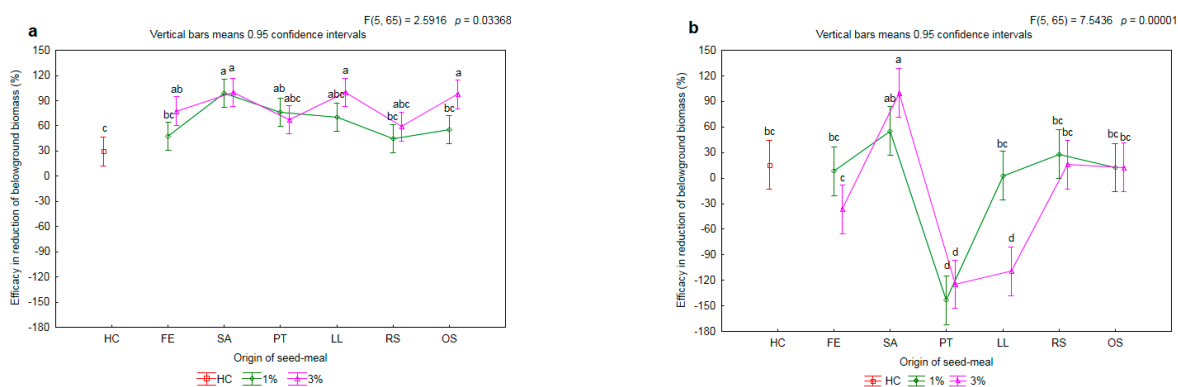 F(5, 65) = 2.5916   p = 0.03368
a
Vertical bars means 0.95 confidence intervals
Efficacy in reduction of belowground biomass (%)
150
120
90
60
30
0
-30
-60
-90
-120
-150
-180
c
bc
ab
a
a
ab
abc
abc
a
bc
abc
bc
a
HC FE SA PT LL RS OS
Origin of seed-meal
HC 1% 3%
F(5, 65) = 7.5436   p = 0.00001
b
Vertical bars means 0.95 confidence intervals
Efficacy in reduction of belowground biomass (%)
150
120
90
60
30
0
-30
-60
-90
-120
-150
-180
bc
bc
c
ab
a
d
d
bc
d
bc
bc
bc
bc
HC FE SA PT LL RS OS
Origin of seed-meal
HC 1% 3%